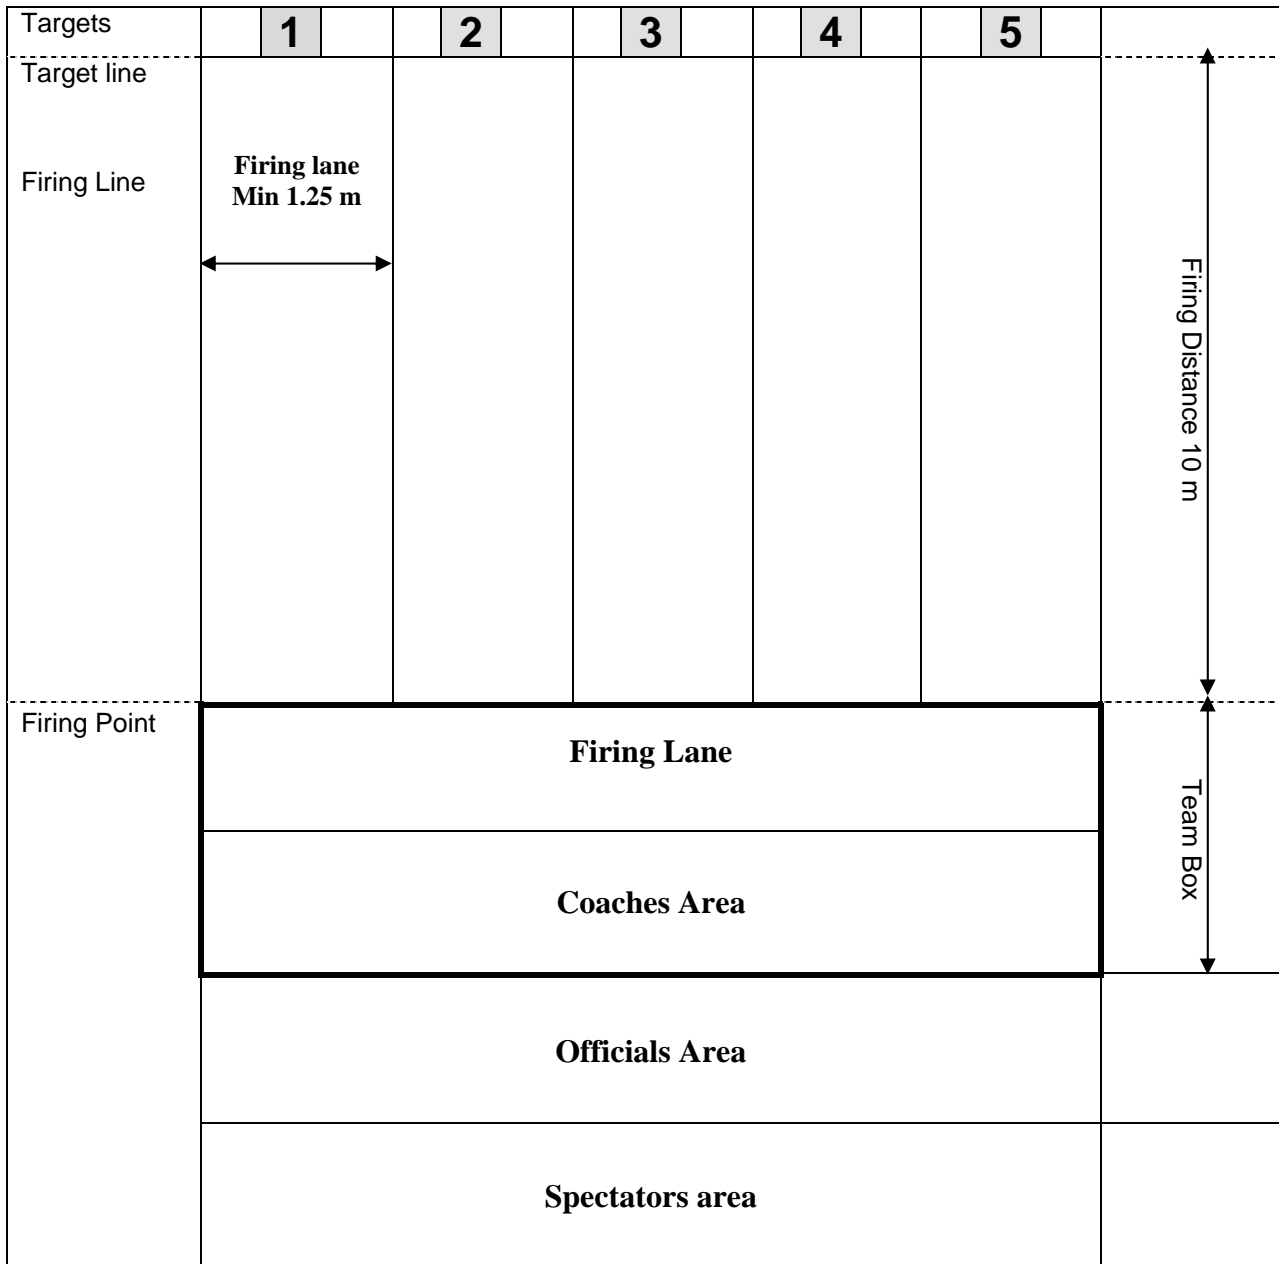 Targets
1
2
3
4
5
Target line
Firing Line
Firing lane
Min 1.25 m
Firing Distance 10 m
Firing Point
Firing Lane
Team Box
Coaches Area
Officials Area
Spectators area